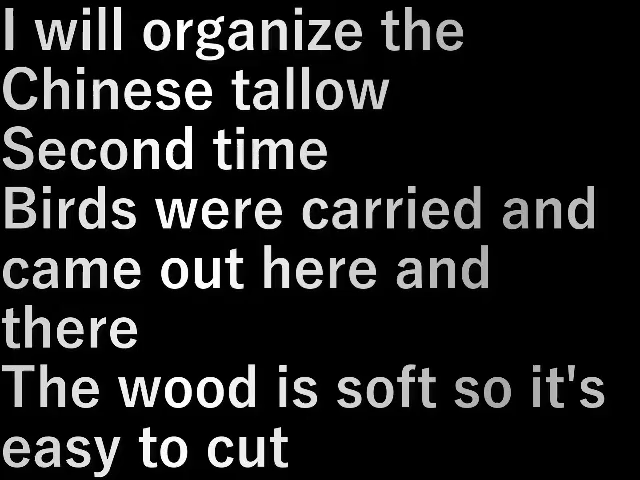 I will organize the
Chinese tallow
Second time
Birds were carried and
came out here and
there
The wood is soft so it's
easy to cut